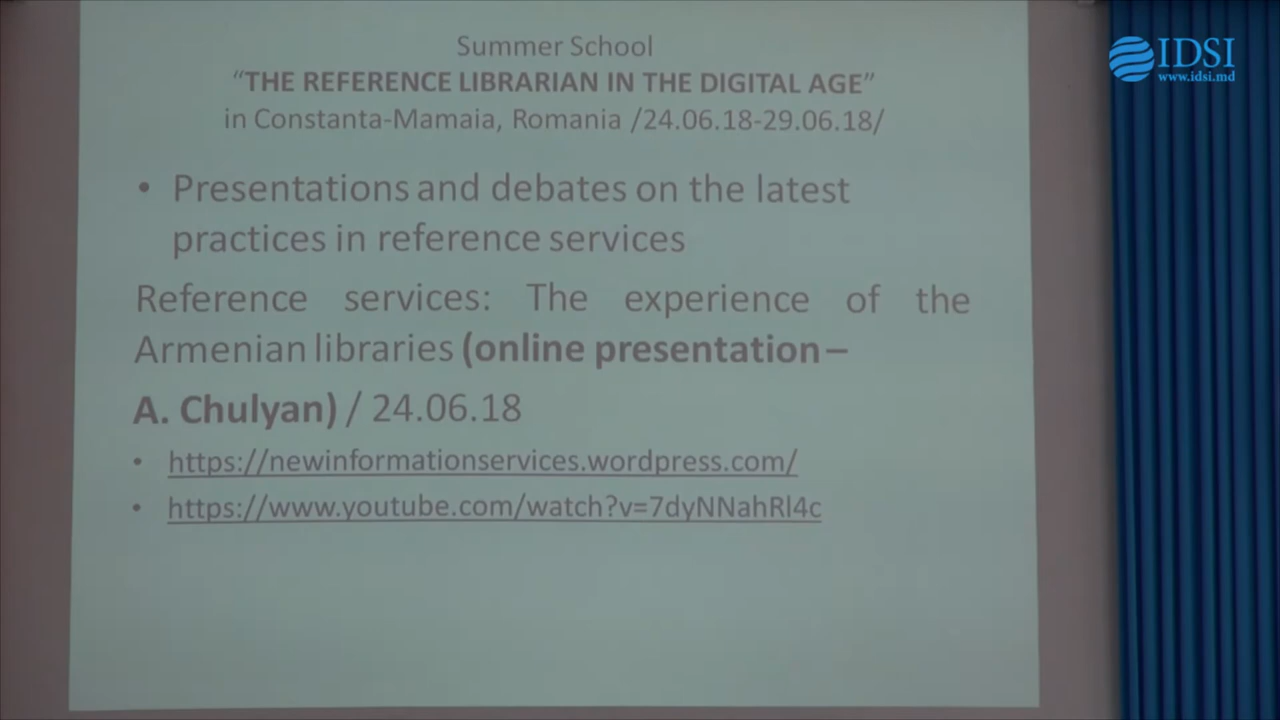 Summer School
“THE REFERENCE LIBRARIAN IN THE DIGITAL AGE”
in Constanta-Mamaia, Romania /24.06.18-29.06.18/
• Presentations and debates on the latest
practices in reference services
Reference services: The experience of the
Armenian libraries (online presentation –
A. Chulyan) / 24.06.18
• https://newinformationservices.wordpress.com/
• https://www.youtube.com/watch?v=7dyNNahRl4c
IDSI
www.idsi.md